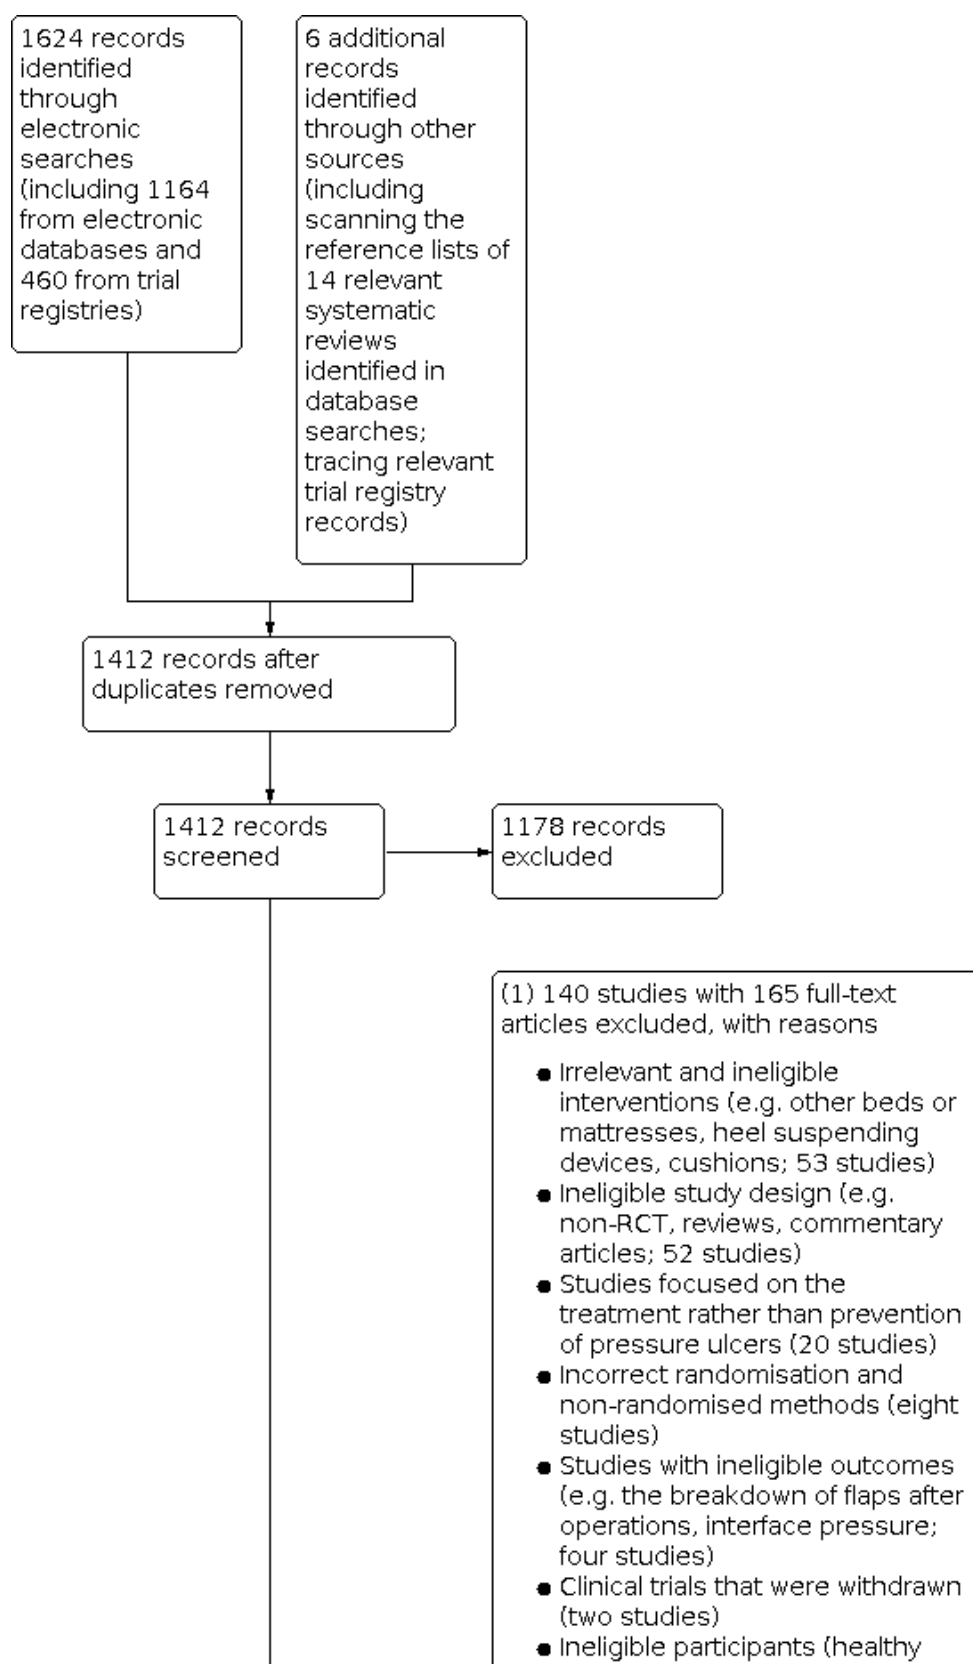 1624 records
identified
through
electronic
searches
(including 1164
from electronic
databases and
460 from trial
registries)
6 additional
records
identified
through other
sources
(including
scanning the
reference lists of
14 relevant
systematic
reviews
identified in
database
searches;
tracing relevant
trial registry
records)
1412 records after
duplicates removed
1412 records
screened
1178 records
excluded
(1) 140 studies with 165 full-text
articles excluded, with reasons
● Irrelevant and ineligible
interventions (e.g. other beds or
mattresses, heel suspending
devices, cushions; 53 studies)
● Ineligible study design (e.g.
non-RCT, reviews, commentary
articles; 52 studies)
● Studies focused on the
treatment rather than prevention
of pressure ulcers (20 studies)
● Incorrect randomisation and
non-randomised methods (eight
studies)
● Studies with ineligible outcomes
(e.g. the breakdown of flaps after
operations, interface pressure;
four studies)
● Clinical trials that were withdrawn
(two studies)
● Ineligible participants (healthy